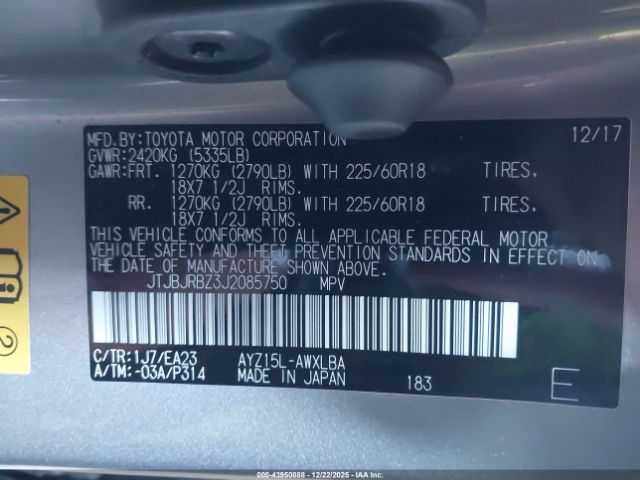 MFD.BY:TOYOTA MOTOR CORPORATION 12/17
GVWR:2420KG (5335LB)
GAWR:FRT. 1270KG (2790LB) WITH 225/60R18 TIRES,
18X7 1/2J RIMS.
RR. 1270KG (2790LB) WITH 225/60R18 TIRES,
18X7 1/2J RIMS.
THIS VEHICLE CONFORMS TO ALL APPLICABLE FEDERAL MOTOR
VEHICLE SAFETY AND THEFT PREVENTION STANDARDS IN EFFECT ON
THE DATE OF MANUFACTURE SHOWN ABOVE.
JTJBJRBZ3J2085750 MPV
C/TR:1J7/EA23 AYZ15L-AWXLBA
A/TM:-03A/P314 MADE IN JAPAN 183 E
000-43950888 - 12/22/2025 - IAAI.COM